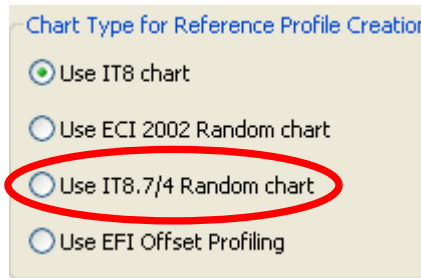 Chart Type for Reference Profile Creation
Use IT8 chart
Use ECI 2002 Random chart
Use IT8.7/4 Random chart
Use EFI Offset Profiling